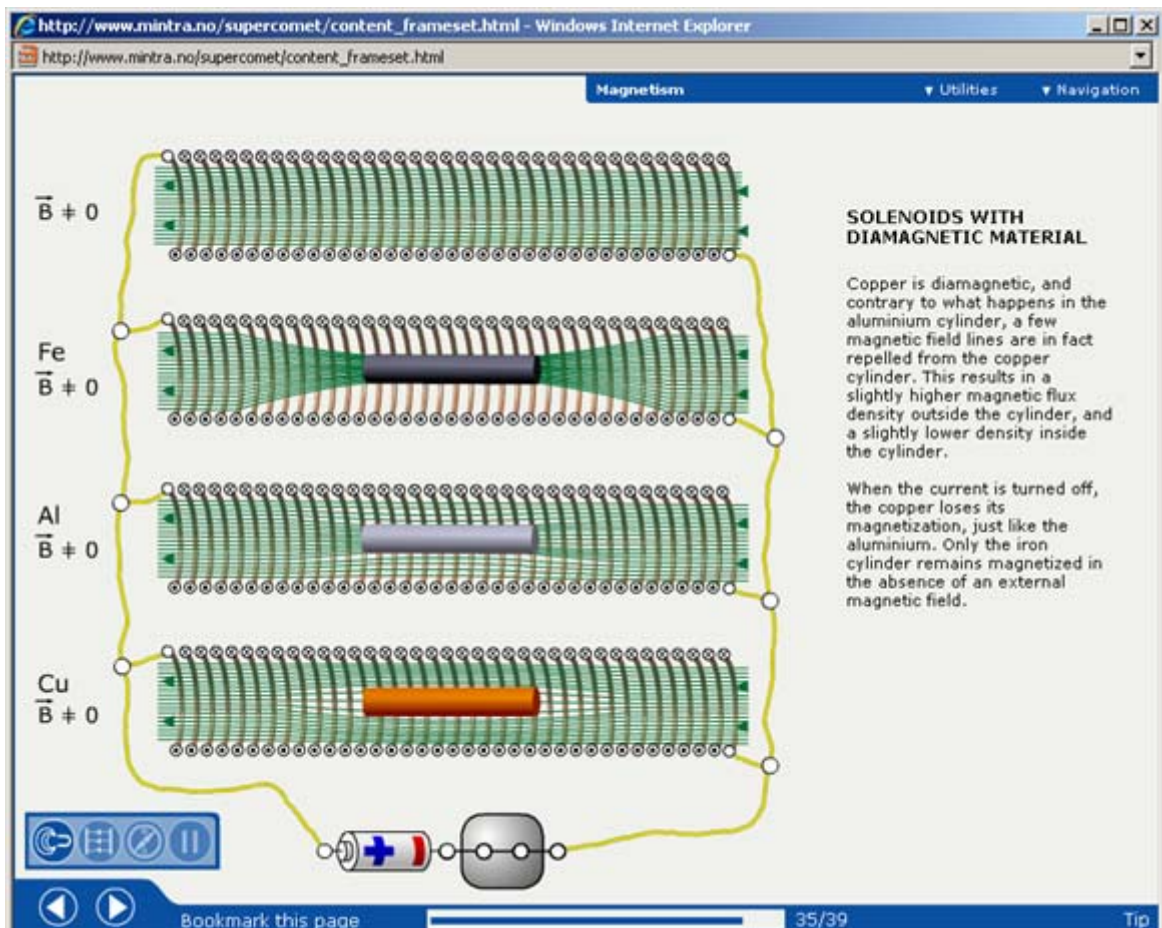 http://www.mintra.no/supercomet/content_frameset.html - Windows Internet Explorer
http://www.mintra.no/supercomet/content_frameset.html
Magnetism
▼ Utilities
▼ Navigation
B ≠ 0
Fe
B ≠ 0
Al
B ≠ 0
Cu
B ≠ 0
SOLENOIDS WITH
DIAMAGNETIC MATERIAL
Copper is diamagnetic, and
contrary to what happens in the
aluminium cylinder, a few
magnetic field lines are in fact
repelled from the copper
cylinder. This results in a
slightly higher magnetic flux
density outside the cylinder, and
a slightly lower density inside
the cylinder.
When the current is turned off,
the copper loses its
magnetization, just like the
aluminium. Only the iron
cylinder remains magnetized in
the absence of an external
magnetic field.
Bookmark this page
35/39
Tip